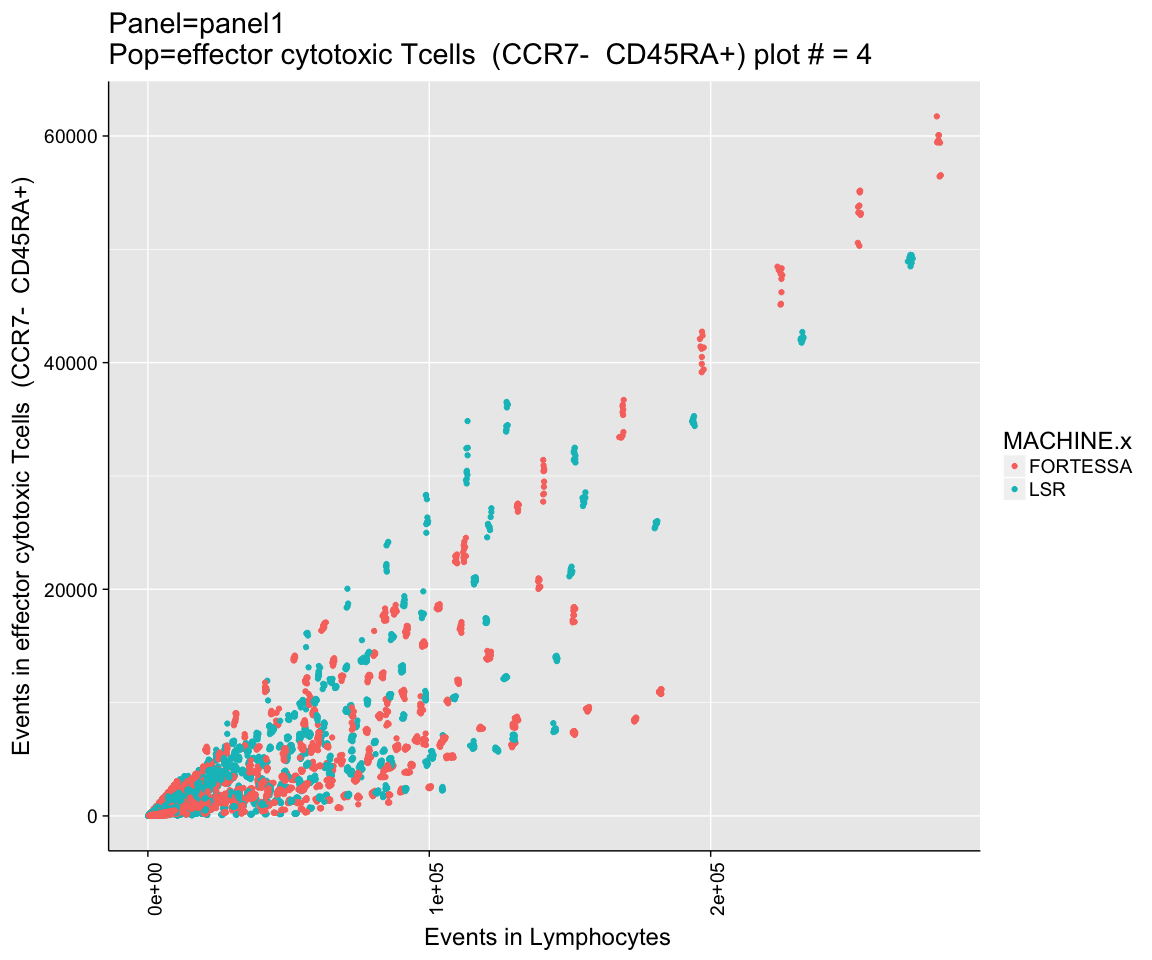 Panel=panel1
Pop=effector cytotoxic Tcells  (CCR7-  CD45RA+) plot # = 4
Events in effector cytotoxic Tcells  (CCR7-  CD45RA+)
60000
40000
20000
0
0e+00
1e+05
2e+05
Events in Lymphocytes
MACHINE.x
FORTESSA
LSR